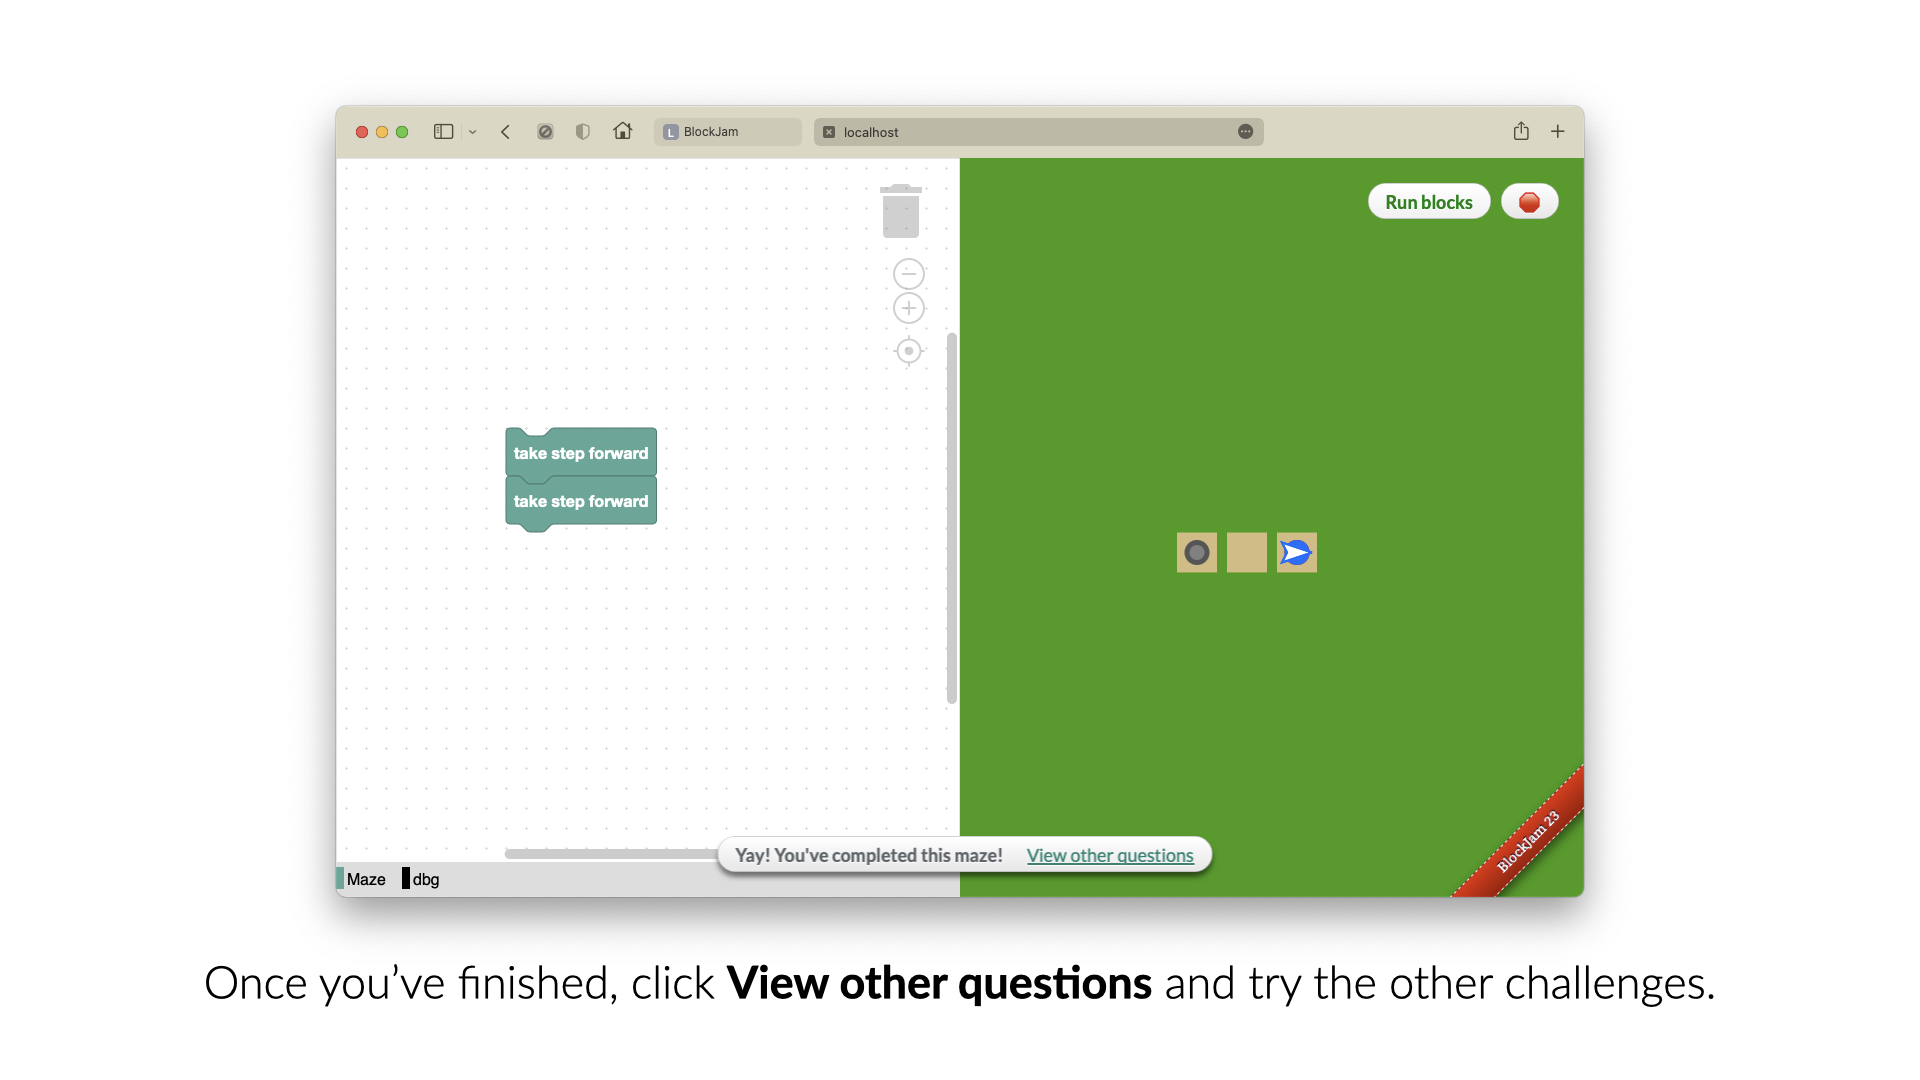 L BlockJam
localhost
Run blocks
take step forward
take step forward
Yay! You've completed this maze! View other questions
Maze dbg
BlockJam 23
Once you’ve finished, click View other questions and try the other challenges.